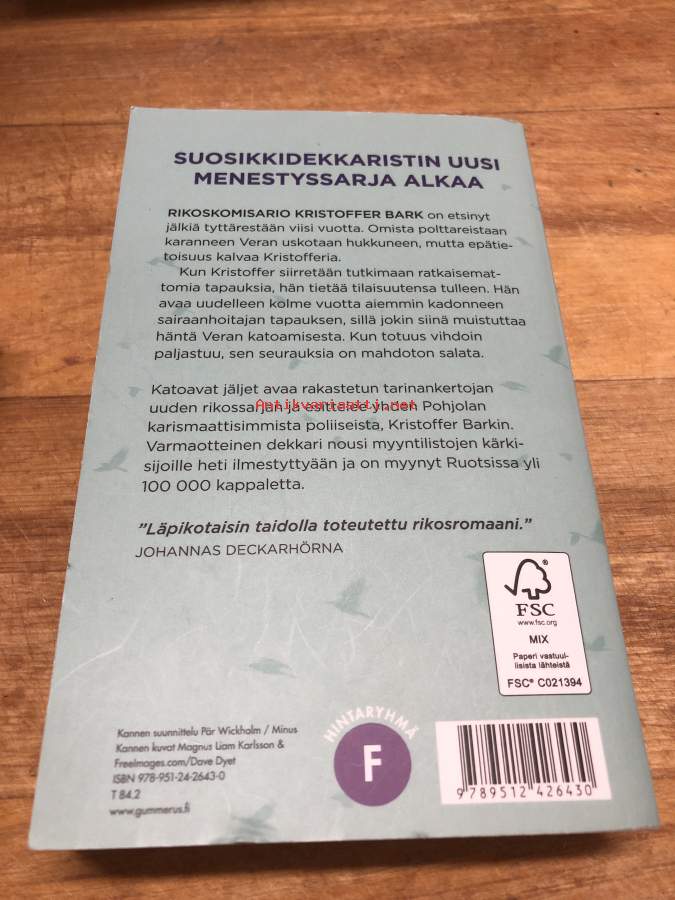 SUOSIKKIDEKKARISTIN UUSI
MENESTYSSARJA ALKAA
RIKOSKOMISARIO KRISTOFFER BARK on etsinyt
jälkiä tyttärestään viisi vuotta. Omista polttareistaan
karanneen Veran uskotaan hukkuneen, mutta epätie-
toisuus kalvaa Kristofferia.
Kun Kristoffer siirretään tutkimaan ratkaisemat-
tomia tapauksia, hän tietää tilaisuutensa tulleen. Hän
avaa uudelleen kolme vuotta aiemmin kadonneen
sairaanhoitajan tapauksen, sillä jokin siinä muistuttaa
häntä Veran katoamisesta. Kun totuus vihdoin
paljastuu, sen seurauksia on mahdoton salata.
Katoavat jäljet avaa rakastetun tarinankertojan
Antikvariaatti.net
uuden rikossarjan ja esittelee yhden Pohjolan
karismaattisimmista poliiseista, Kristoffer Barkin.
Varmaotteinen dekkari nousi myyntilistojen kärki-
sijoille heti ilmestyttyään ja on myynyt Ruotsissa yli
100 000 kappaletta.
"Läpikotaisin taidolla toteutettu rikosromaani."
JOHANNAS DECKARHÖRNA
FSC
www.fsc.org
MIX
Paperi vastuul-
lisista lähteistä
FSC® C021394
Kannen suunnittelu Pär Wickholm / Minus
Kannen kuvat Magnus Liam Karlsson &
FreeImages.com/Dave Dyet
ISBN 978-951-24-2643-0
T 84.2
www.gummerus.fi
HINTARYHMÄ
F
9 789512 426430